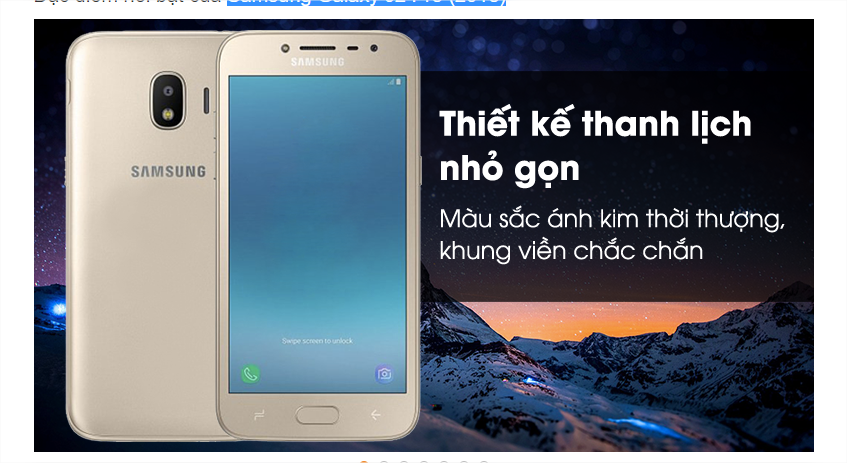 SAMSUNG
SAMSUNG
Swipe screen to unlock
Thiết kế thanh lịch
nhỏ gọn
Màu sắc ánh kim thời thượng,
khung viền chắc chắn